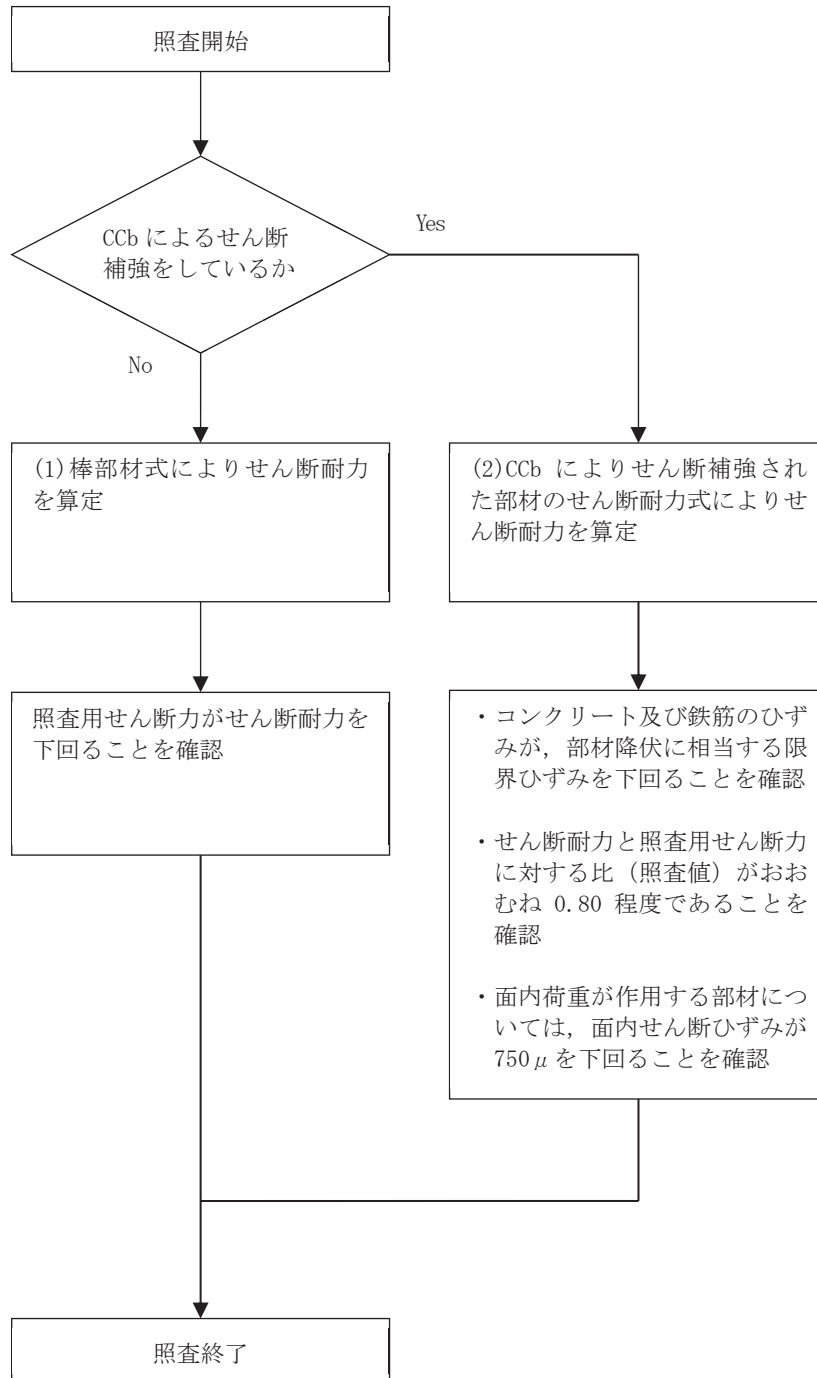 照査開始
CCb によるせん断
補強をしているか
Yes
No
(1)棒部材式によりせん断耐力
を算定
(2)CCb によりせん断補強され
た部材のせん断耐力式によりせ
ん断耐力を算定
照査用せん断力がせん断耐力を
下回ることを確認
・コンクリート及び鉄筋のひず
みが，部材降伏に相当する限
界ひずみを下回ることを確認
・せん断耐力と照査用せん断力
に対する比（照査値）がおお
むね 0.80 程度であることを
確認
・面内荷重が作用する部材につ
いては，面内せん断ひずみが
750μを下回ることを確認
照査終了